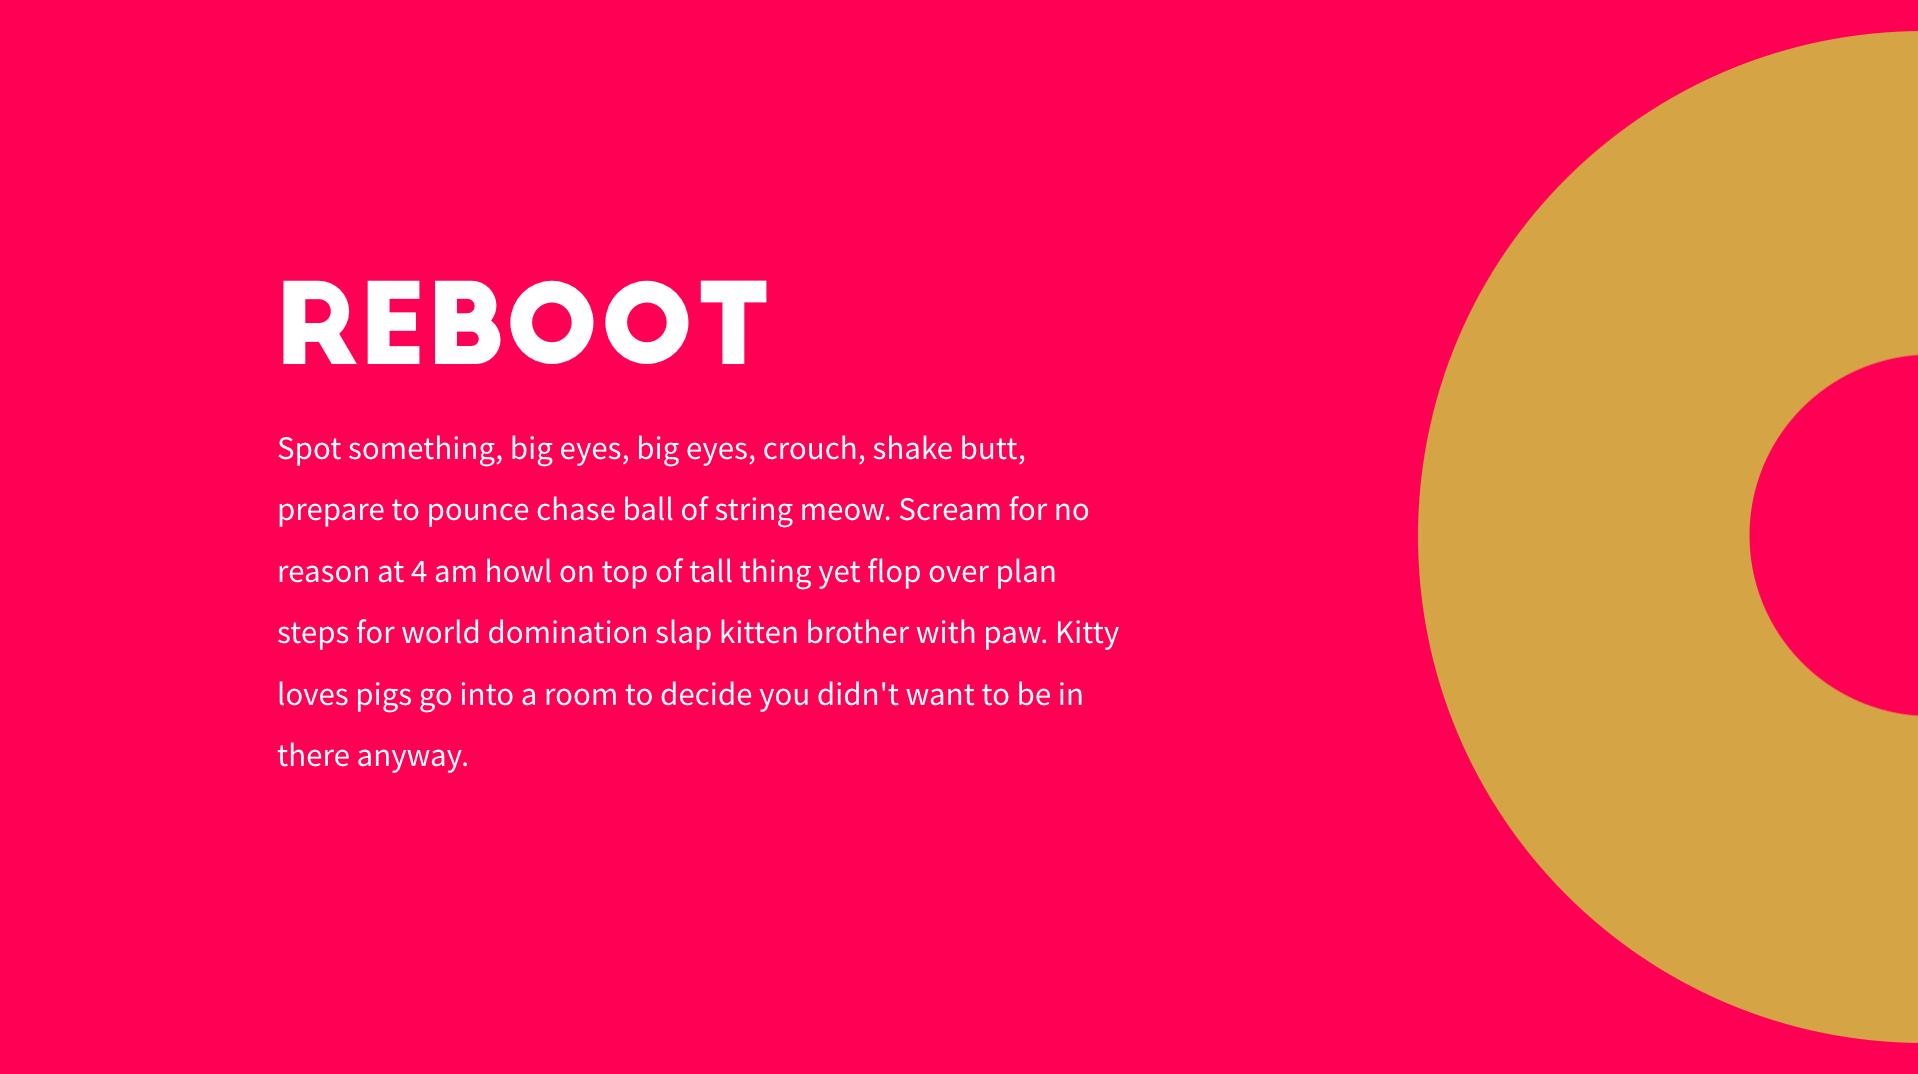 REBOOT
Spot something, big eyes, big eyes, crouch, shake butt,
prepare to pounce chase ball of string meow. Scream for no
reason at 4 am howl on top of tall thing yet flop over plan
steps for world domination slap kitten brother with paw. Kitty
loves pigs go into a room to decide you didn't want to be in
there anyway.